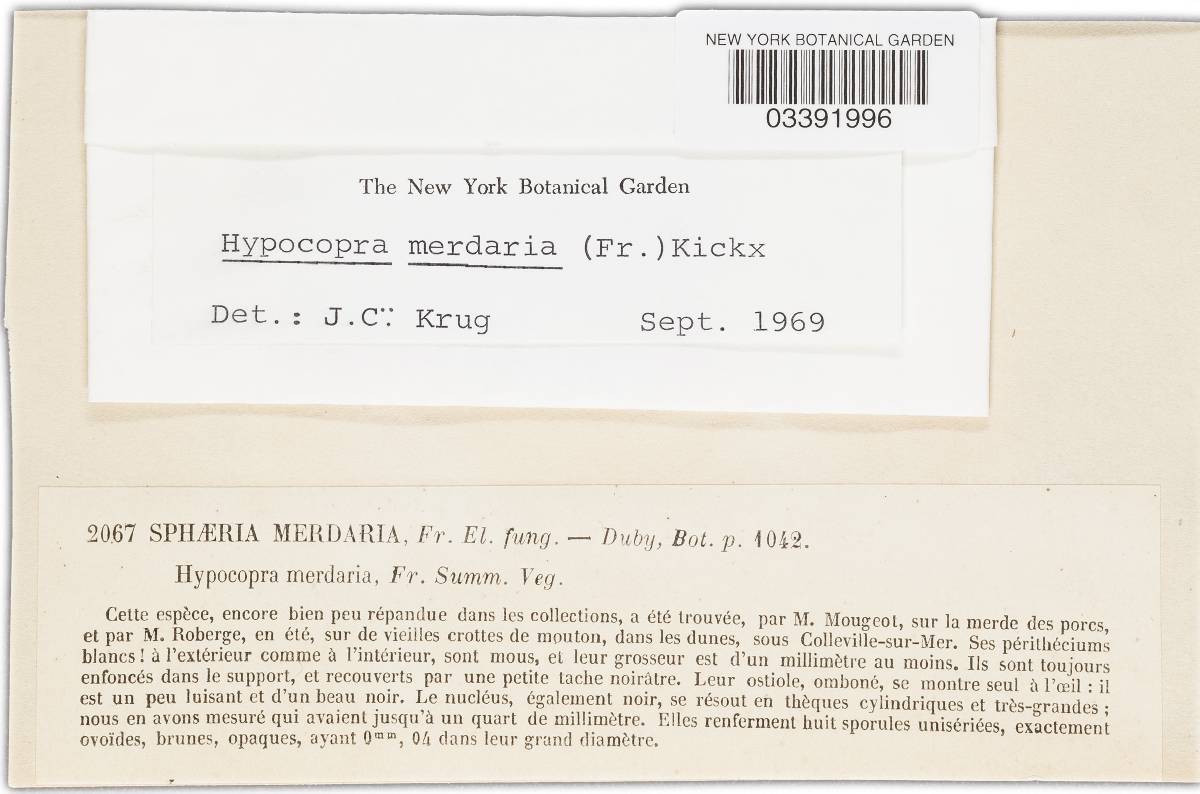 NEW YORK BOTANICAL GARDEN
03391996
The New York Botanical Garden
Hypocopra merdaria (Fr.)Kickx
Det.: J.C. Krug Sept. 1969
2067 SPHÆRIA MERDARIA, Fr. El. fung. — Duby, Bot. p. 1042.
Hypocopra merdaria, Fr. Summ. Veg.
Cette espèce, encore bien peu répandue dans les collections, a été trouvée, par M. Mougeot, sur la merde des porcs,
et par M. Roberge, en été, sur de vieilles crottes de mouton, dans les dunes, sous Colleville-sur-Mer. Ses périthéciums
blancs! à l'extérieur comme à l'intérieur, sont mous, et leur grosseur est d'un millimètre au moins. Ils sont toujours
enfoncés dans le support, et recouverts par une petite tache noirâtre. Leur ostiole, omboné, se montre seul à l'œil : il
est un peu luisant et d'un beau noir. Le nucléus, également noir, se résout en thèques cylindriques et très-grandes ;
nous en avons mesuré qui avaient jusqu'à un quart de millimètre. Elles renferment huit sporules unisériées, exactement
ovoïdes, brunes, opaques, ayant 0ᵐᵐ, 04 dans leur grand diamètre.